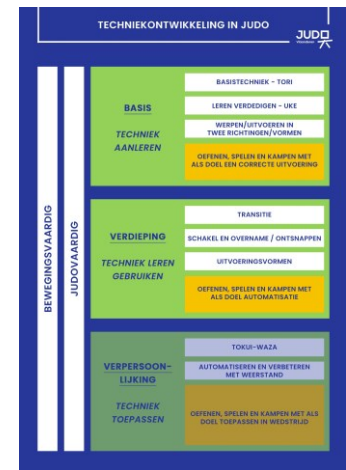 TECHNIEKONTWIKKELING IN JUDO
JUDO
BEWEGINGSVAARDIG
JUDOVAARDIG
BASIS
TECHNIEK
AANLEREN
BASISTECHNIEK - TORI
LEREN VERDEDIGEN - UKE
WERPEN/UITVOEREN IN
TWEE RICHTINGEN/VORMEN
OEFENEN, SPELEN EN KAMPEN MET
ALS DOEL EEN CORRECTE UITVOERING
VERDIEPING
TECHNIEK LEREN
GEBRUIKEN
TRANSITIE
SCHAKEL EN OVERNAME / ONTSNAPPEN
UITVOERINGSVORMEN
OEFENEN, SPELEN EN KAMPEN MET
ALS DOEL AUTOMATISATIE
VERPERSOON-
LIJKING
TECHNIEK
TOEPASSEN
TOKUI-WAZA
AUTOMATISEREN EN VERBETEREN
MET WEERSTAND
OEFENEN, SPELEN EN KAMPEN MET ALS
DOEL TOEPASSEN IN WEDSTRIJD